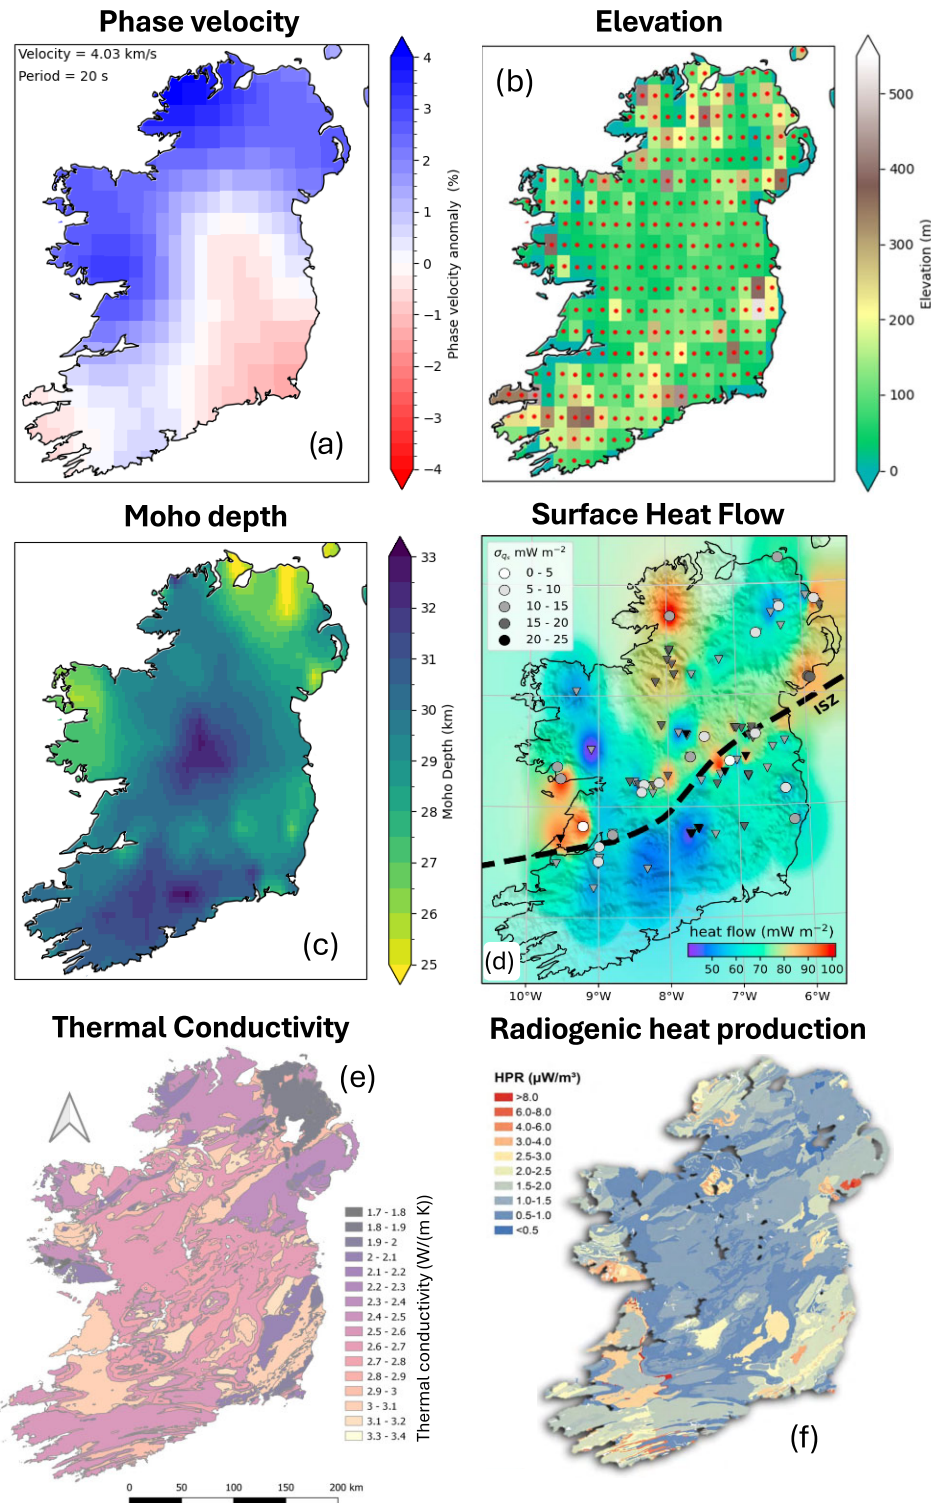 Phase velocity
Velocity = 4.03 km/s
Period = 20 s
4
3
2
1
0
−1
−2
−3
−4
Phase velocity anomaly (%)
(a)
Elevation
(b)
500
400
300
200
100
0
Elevation (m)
Moho depth
33
32
31
30
29
28
27
26
25
Moho Depth (km)
(c)
Surface Heat Flow
σqs mW m−2
0 - 5
5 - 10
10 - 15
15 - 20
20 - 25
ISZ
heat flow (mW m−2)
50 60 70 80 90 100
(d)
10°W 9°W 8°W 7°W 6°W
Thermal Conductivity
(e)
1.7 - 1.8
1.8 - 1.9
1.9 - 2
2 - 2.1
2.1 - 2.2
2.2 - 2.3
2.3 - 2.4
2.4 - 2.5
2.5 - 2.6
2.6 - 2.7
2.7 - 2.8
2.8 - 2.9
2.9 - 3
3 - 3.1
3.1 - 3.2
3.3 - 3.4
Thermal conductivity (W/(m K))
0 50 100 150 200 km
Radiogenic heat production
HPR (µW/m³)
>8.0
6.0-8.0
4.0-6.0
3.0-4.0
2.5-3.0
2.0-2.5
1.5-2.0
1.0-1.5
0.5-1.0
<0.5
(f)